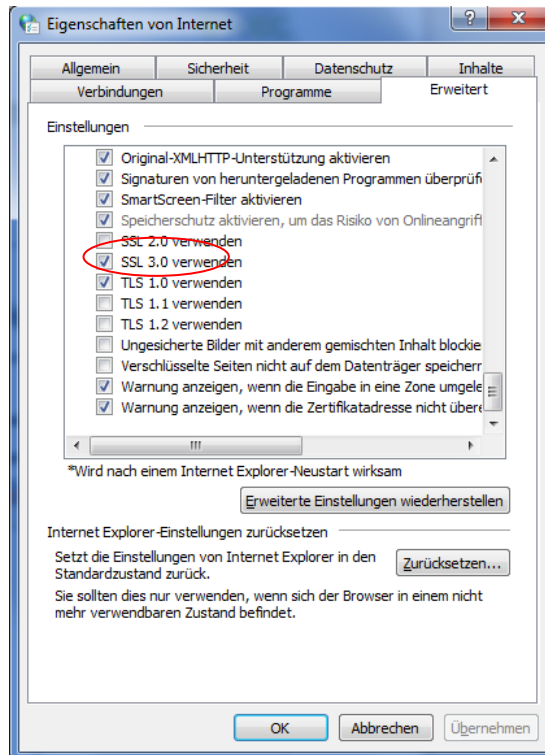 Eigenschaften von Internet
Allgemein Sicherheit Datenschutz Inhalte
Verbindungen Programme Erweitert
Einstellungen
Original-XMLHTTP-Unterstützung aktivieren
Signaturen von heruntergeladenen Programmen überprüfe
SmartScreen-Filter aktivieren
Speicherschutz aktivieren, um das Risiko von Onlineangriff
SSL 2.0 verwenden
SSL 3.0 verwenden
TLS 1.0 verwenden
TLS 1.1 verwenden
TLS 1.2 verwenden
Ungesicherte Bilder mit anderem gemischten Inhalt blockie
Verschlüsselte Seiten nicht auf dem Datenträger speicherr
Warnung anzeigen, wenn die Eingabe in eine Zone umgele
Warnung anzeigen, wenn die Zertifikatadresse nicht übere
*Wird nach einem Internet Explorer-Neustart wirksam
Erweiterte Einstellungen wiederherstellen
Internet Explorer-Einstellungen zurücksetzen
Setzt die Einstellungen von Internet Explorer in den
Standardzustand zurück.
Zurücksetzen...
Sie sollten dies nur verwenden, wenn sich der Browser in einem nicht
mehr verwendbaren Zustand befindet.
OK Abbrechen Übernehmen